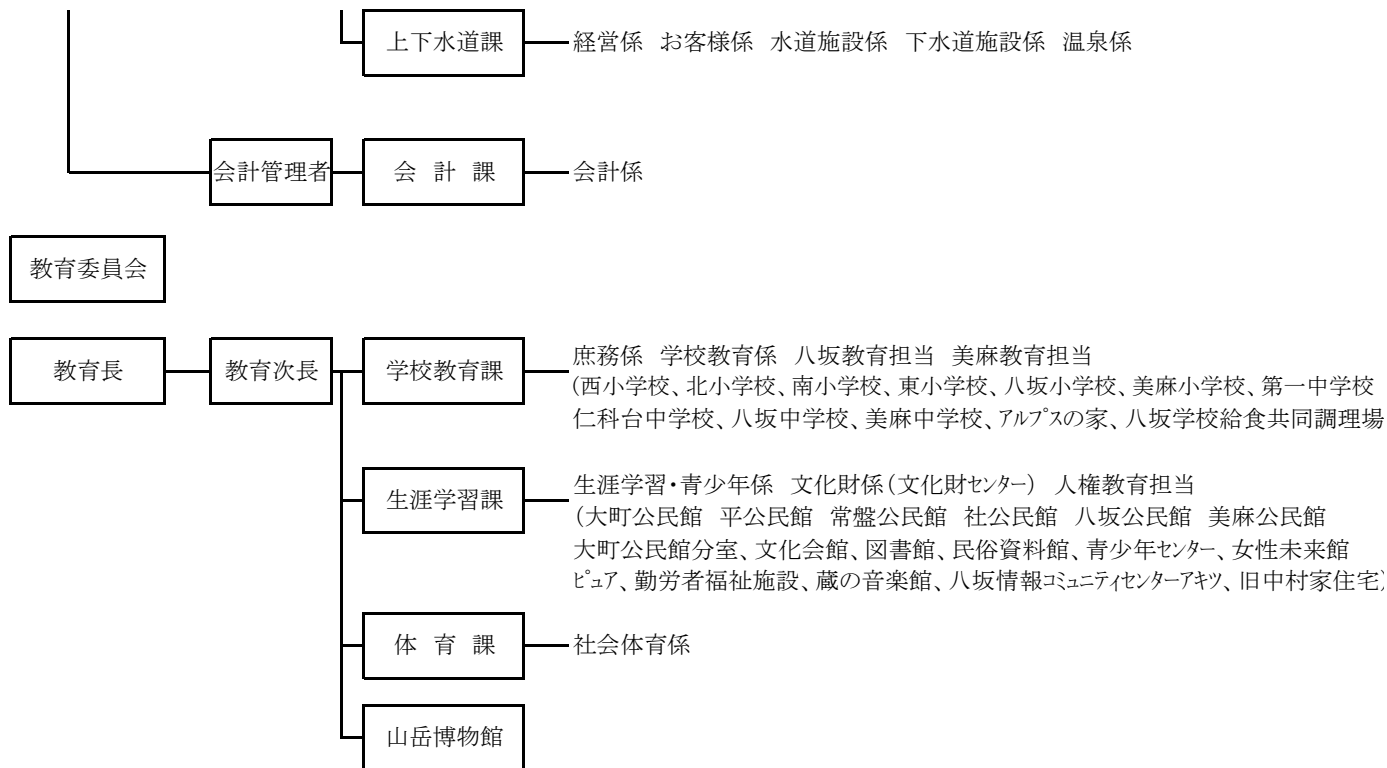 上下水道課 経営係 お客様係 水道施設係 下水道施設係 温泉係
会計管理者 会 計 課 会計係
教育委員会
教育長 教育次長 学校教育課 庶務係 学校教育係 八坂教育担当 美麻教育担当
(西小学校、北小学校、南小学校、東小学校、八坂小学校、美麻小学校、第一中学校
仁科台中学校、八坂中学校、美麻中学校、アルプスの家、八坂学校給食共同調理場
生涯学習課 生涯学習・青少年係 文化財係(文化財センター) 人権教育担当
(大町公民館 平公民館 常盤公民館 社公民館 八坂公民館 美麻公民館
大町公民館分室、文化会館、図書館、民俗資料館、青少年センター、女性未来館
ピュア、勤労者福祉施設、蔵の音楽館、八坂情報コミュニティセンターアキツ、旧中村家住宅)
体 育 課 社会体育係
山岳博物館